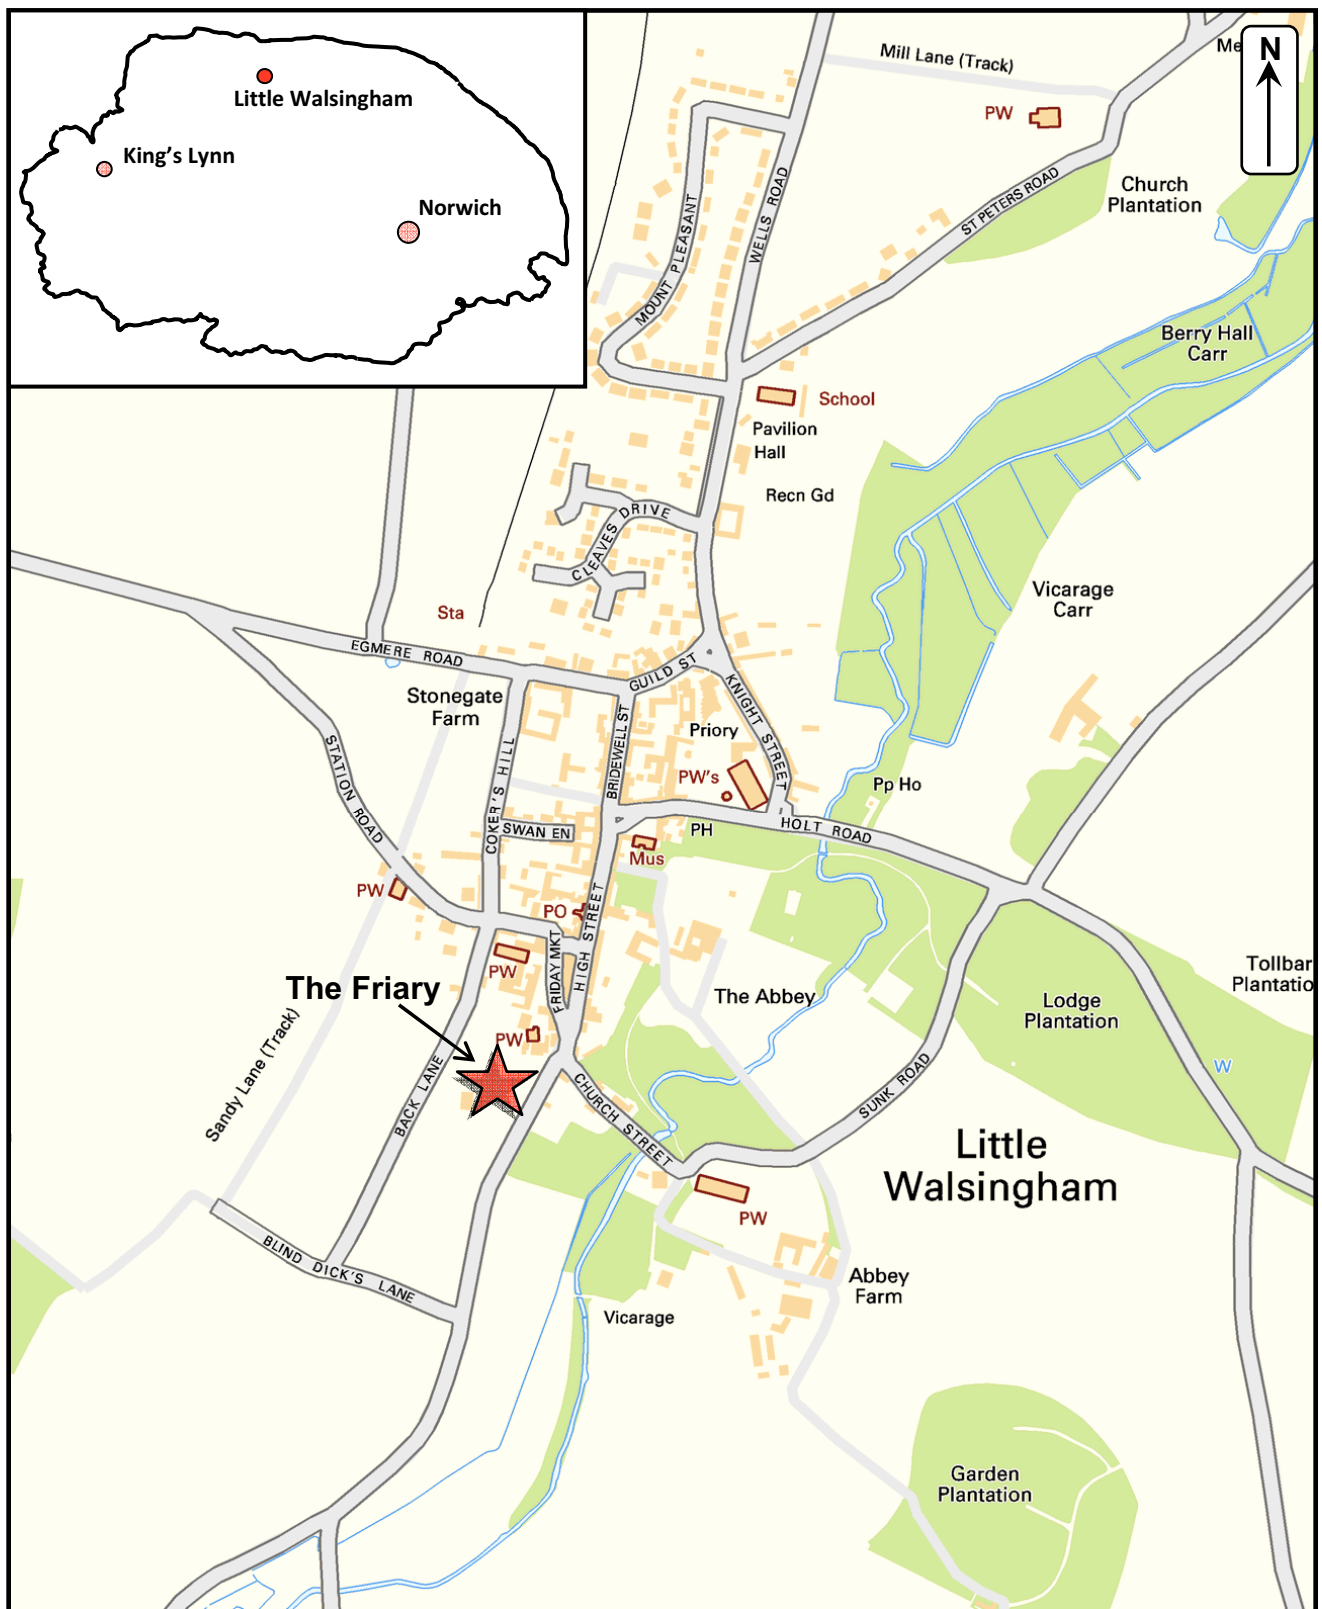 Little Walsingham
King's Lynn
Norwich
Mill Lane (Track)
N
PW
Church
Plantation
ST PETERS ROAD
WELLS ROAD
MOUNT PLEASANT
Berry Hall
Carr
School
Pavilion
Hall
Recn Gd
CLEAVES DRIVE
Vicarage
Carr
Sta
EGMERE ROAD
GUILD ST
Stonegate
Farm
KNIGHT STREET
BRIDEWELL ST
Priory
STATION ROAD
COKER'S HILL
PW's
Pp Ho
SWAN EN
PH
HOLT ROAD
Mus
PW
PO
HIGH STREET
FRIDAY MKT
PW
The Friary
The Abbey
Lodge
Plantation
Tollbar
Plantatio
Sandy Lane (Track)
PW
W
BACK LANE
CHURCH STREET
SUNK ROAD
Little
Walsingham
PW
BLIND DICK'S LANE
Abbey
Farm
Vicarage
Garden
Plantation